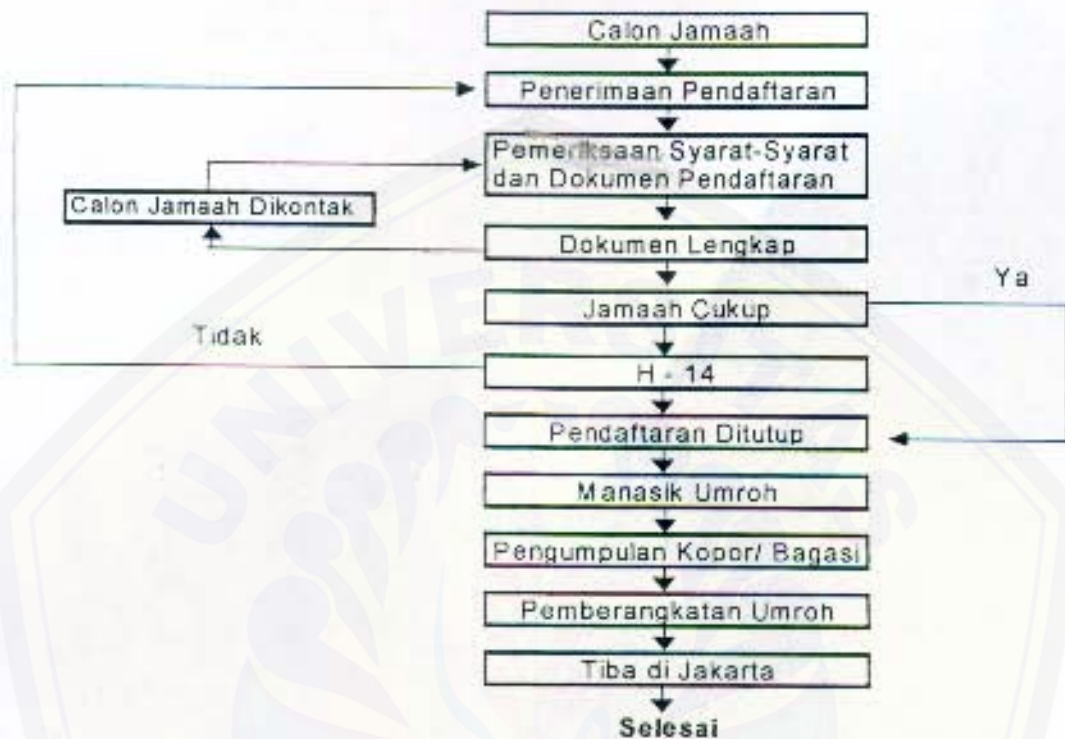 Calon Jamaah
Penerimaan Pendaftaran
Pemeriksaan Syarat-Syarat
dan Dokumen Pendaftaran
Calon Jamaah Dikontak
Dokumen Lengkap
Ya
Jamaah Cukup
Tidak
H - 14
Pendaftaran Ditutup
Manasik Umroh
Pengumpulan Kopor/ Bagasi
Pemberangkatan Umroh
Tiba di Jakarta
Selesai